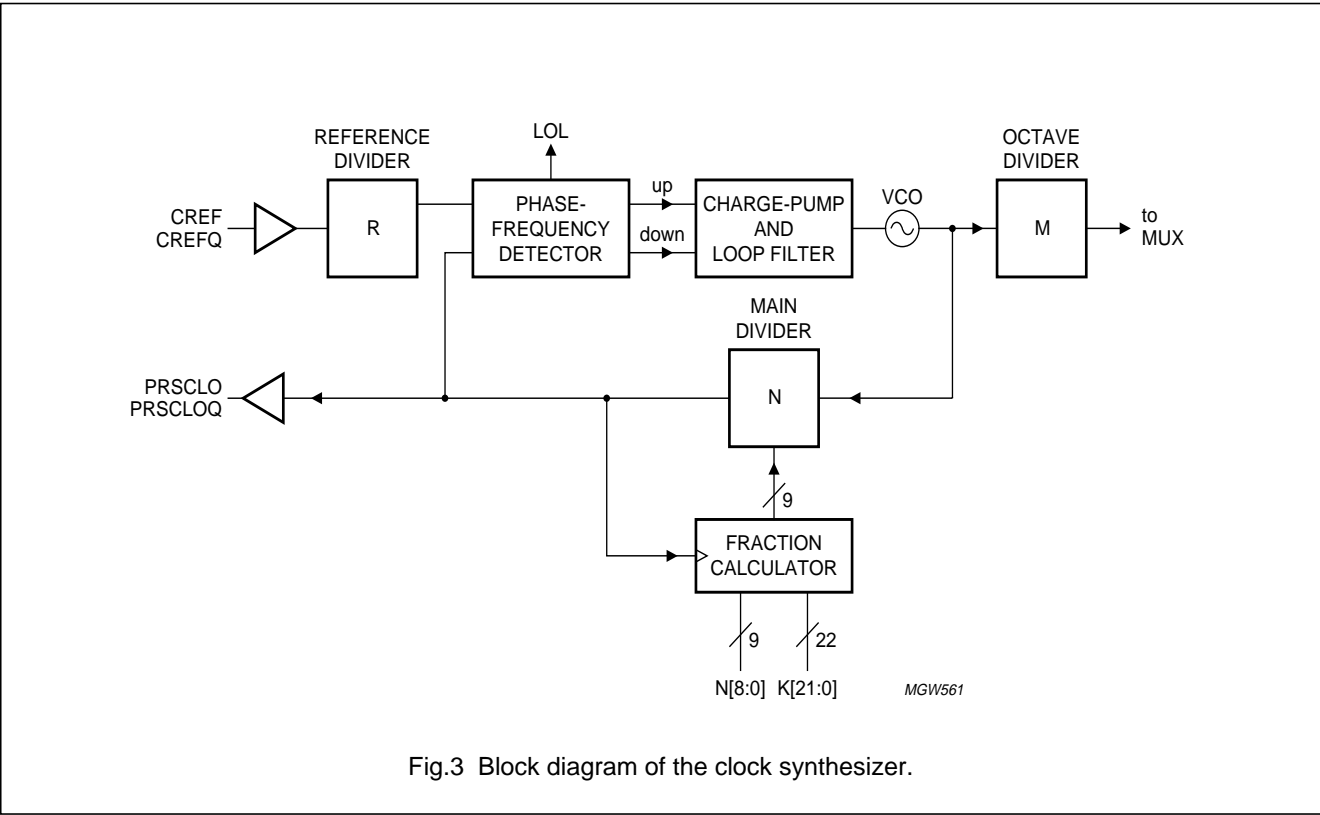 REFERENCE
DIVIDER
LOL
OCTAVE
DIVIDER
CREF
CREFQ
R
PHASE-
FREQUENCY
DETECTOR
up
down
CHARGE-PUMP
AND
LOOP FILTER
VCO
M
to
MUX
MAIN
DIVIDER
PRSCLO
PRSCLOQ
N
9
FRACTION
CALCULATOR
9
22
N[8:0] K[21:0]
MGW561
Fig.3 Block diagram of the clock synthesizer.